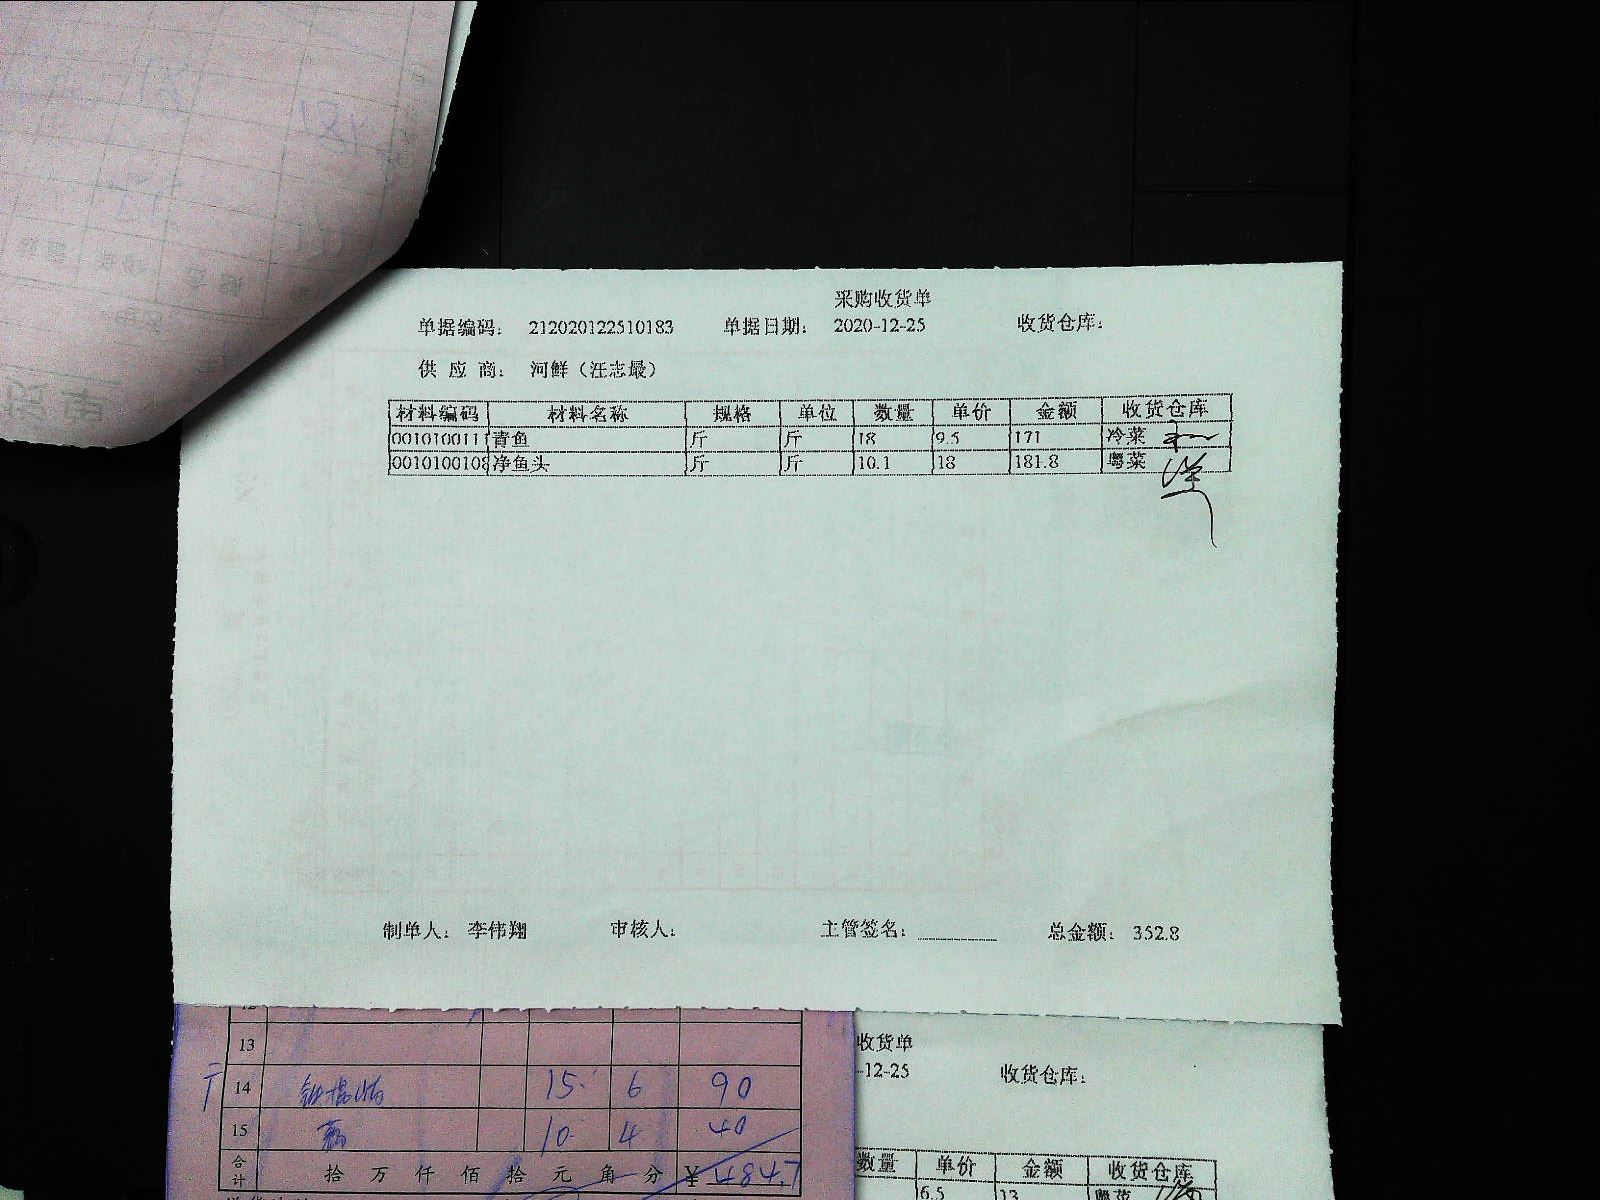 采购收货单
单据编码： 212020122510183 单据日期： 2020-12-25 收货仓库：
供 应 商： 河鲜（汪志最）
材料编码 材料名称 规格 单位 数量 单价 金额 收货仓库
0010100111 青鱼 斤 斤 18 9.5 171 冷菜
0010100108 净鱼头 斤 斤 10.1 18 181.8 粤菜
制单人： 李伟翔 审核人： 主管签名： 总金额： 352.8
13
14 15 6 90
15 10 4 40
合计 拾 万 仟 佰 拾 元 角 分 ¥
收货单
-12-25 收货仓库：
数量 单价 金额 收货仓库
6.5 13 粤菜